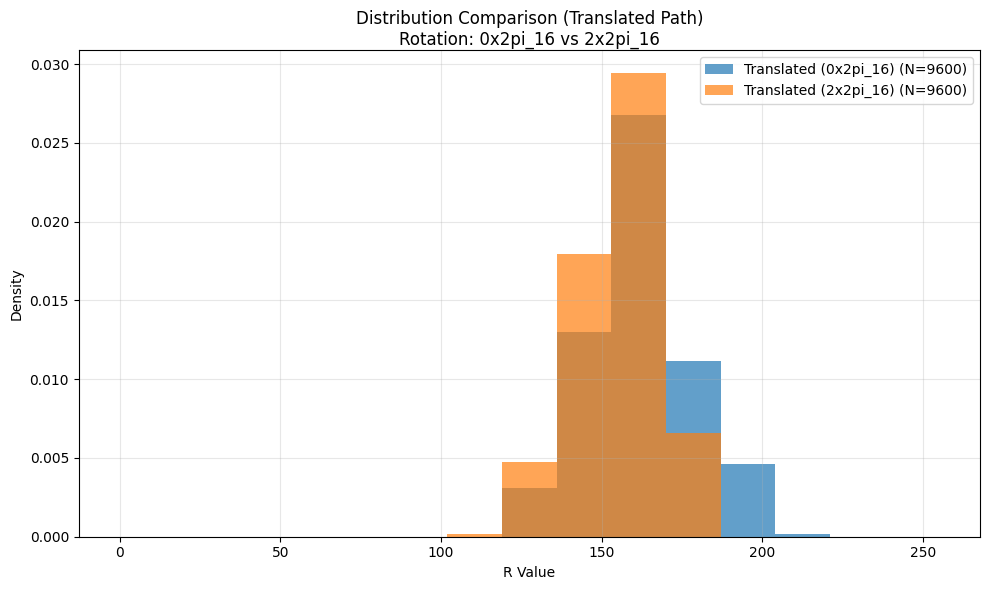 Distribution Comparison (Translated Path)
Rotation: 0x2pi_16 vs 2x2pi_16
Translated (0x2pi_16) (N=9600)
Translated (2x2pi_16) (N=9600)
Density
0.030
0.025
0.020
0.015
0.010
0.005
0.000
0 50 100 150 200 250
R Value